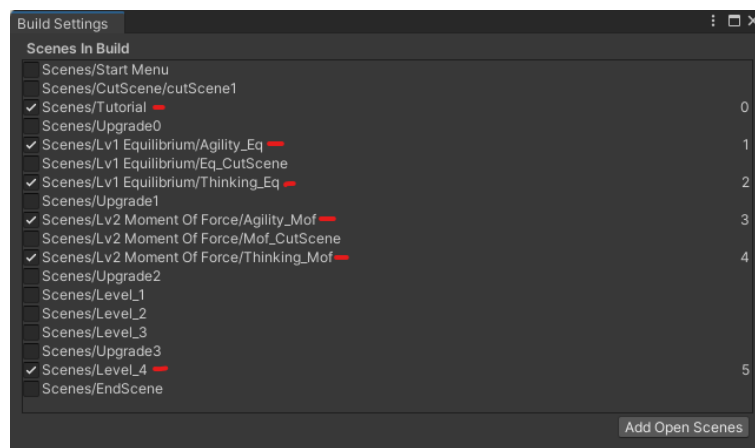 Build Settings
Scenes In Build
Scenes/Start Menu
Scenes/CutScene/cutScene1
Scenes/Tutorial 0
Scenes/Upgrade0
Scenes/Lv1 Equilibrium/Agility_Eq 1
Scenes/Lv1 Equilibrium/Eq_CutScene
Scenes/Lv1 Equilibrium/Thinking_Eq 2
Scenes/Upgrade1
Scenes/Lv2 Moment Of Force/Agility_Mof 3
Scenes/Lv2 Moment Of Force/Mof_CutScene
Scenes/Lv2 Moment Of Force/Thinking_Mof 4
Scenes/Upgrade2
Scenes/Level_1
Scenes/Level_2
Scenes/Level_3
Scenes/Upgrade3
Scenes/Level_4 5
Scenes/EndScene
Add Open Scenes